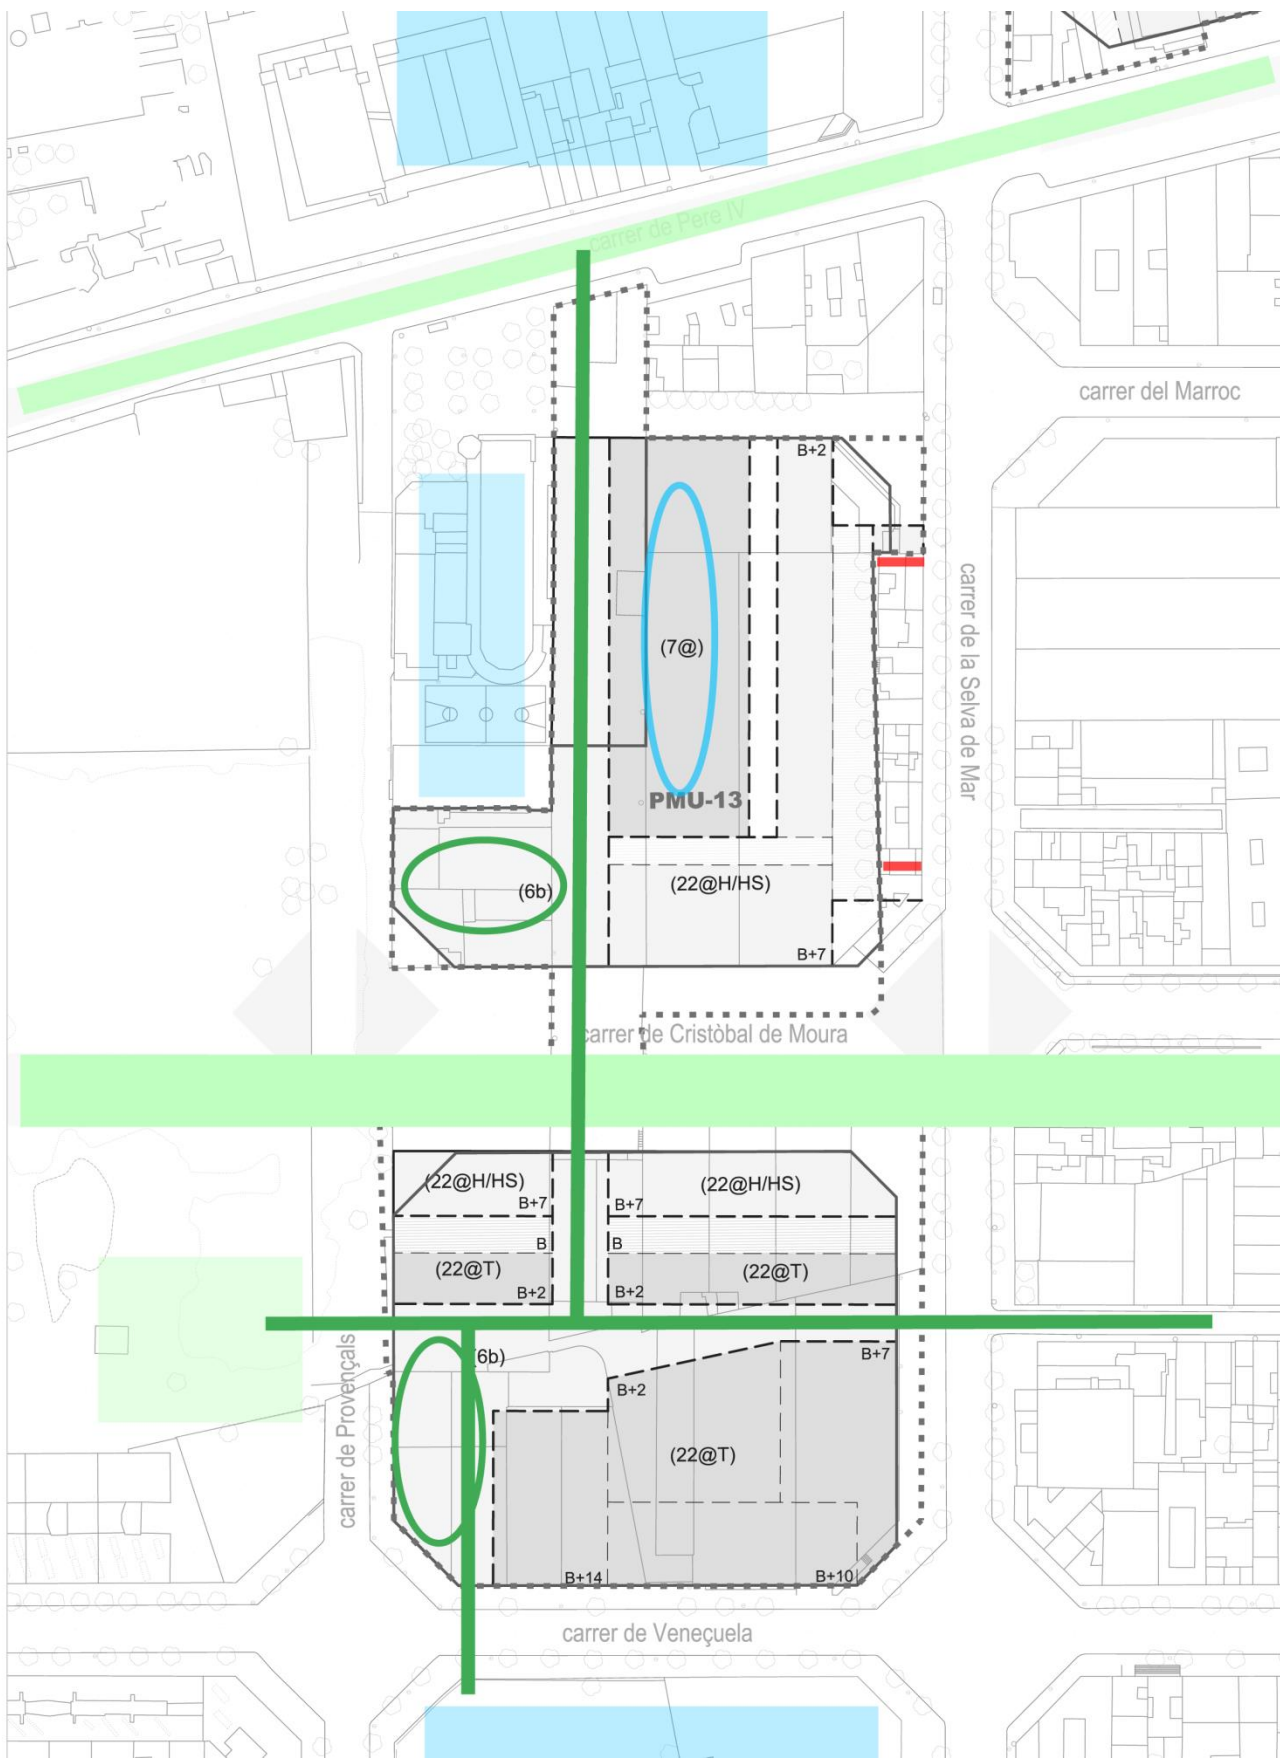 carrer de Pere IV
carrer del Marroc
B+2
carrer de la Selva de Mar
(7@)
PMU-13
(22@H/HS)
(6b)
B+7
carrer de Cristòbal de Moura
(22@H/HS)
B+7
B+7
(22@H/HS)
B
B
(22@T)
(22@T)
B+2
B+2
carrer de Provençals
(6b)
B+7
B+2
(22@T)
B+14
B+10
carrer de Veneçuela